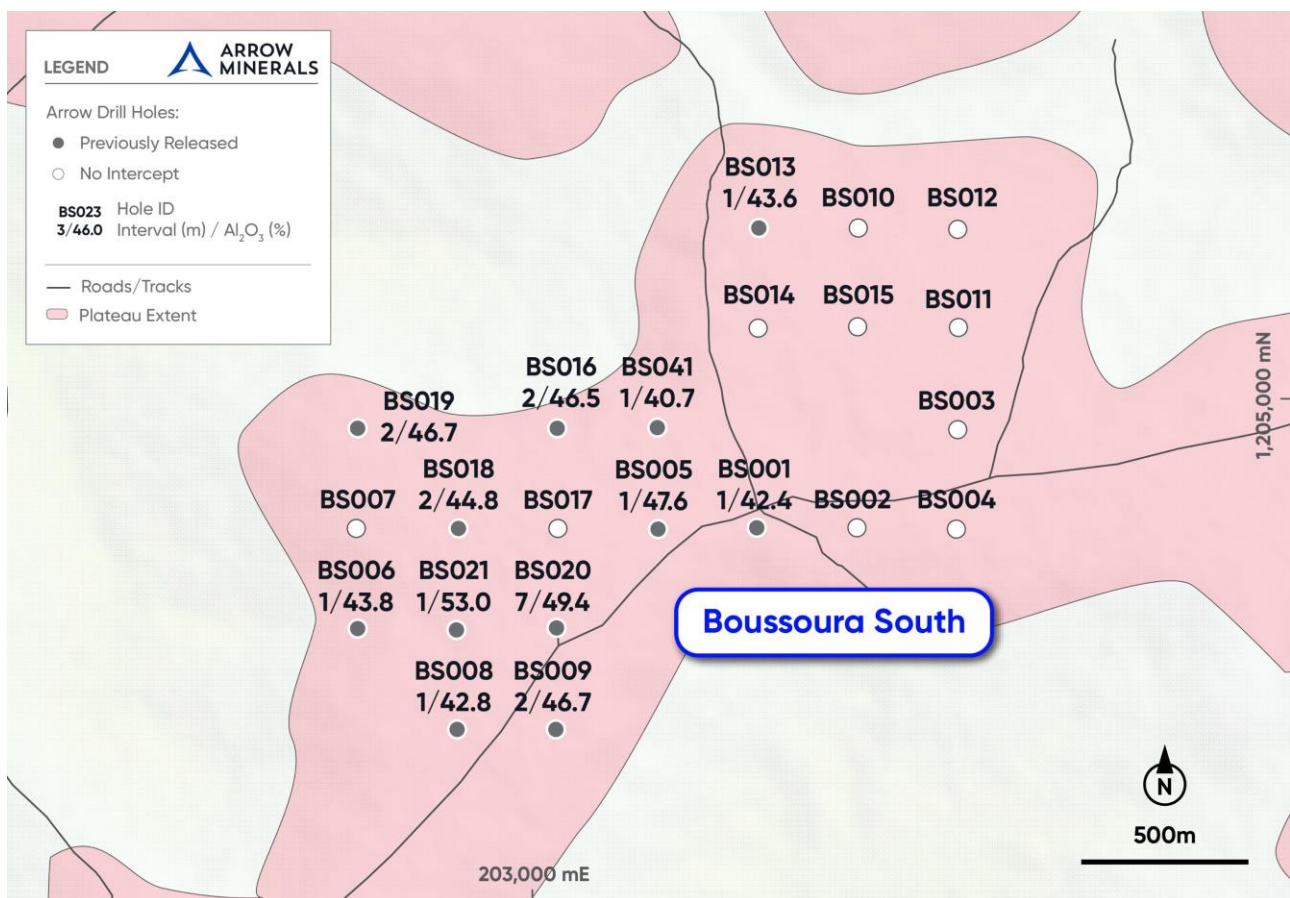 LEGEND
ARROW
MINERALS
Arrow Drill Holes:
Previously Released
No Intercept
BS023 Hole ID
3/46.0 Interval (m) / Al₂O₃ (%)
Roads/Tracks
Plateau Extent
BS013
1/43.6
BS010
BS012
BS014
BS015
BS011
BS003
1,205,000 mN
BS016
2/46.5
BS041
1/40.7
BS019
2/46.7
BS007
BS018
2/44.8
BS017
BS005
1/47.6
BS001
1/42.4
BS002
BS004
BS006
1/43.8
BS021
1/53.0
BS020
7/49.4
Boussoura South
BS008
1/42.8
BS009
2/46.7
N
500m
203,000 mE